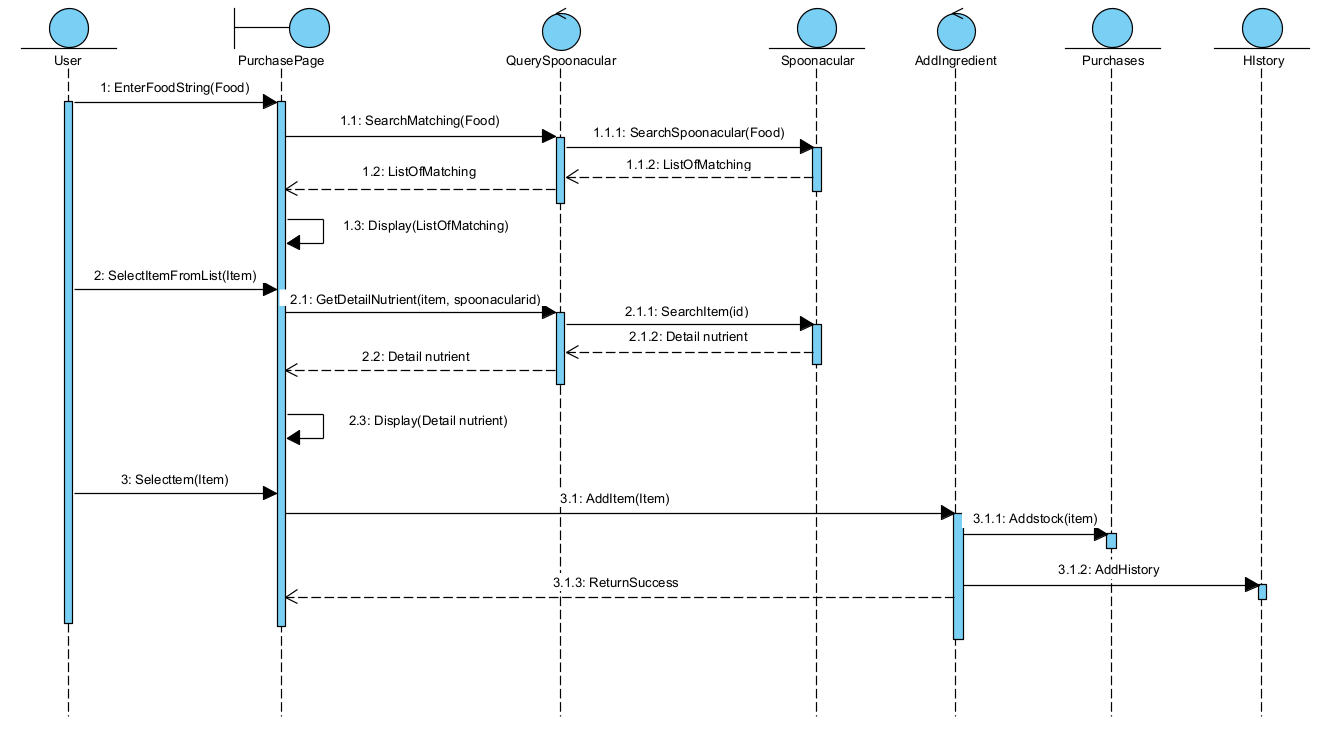 User
PurchasePage
QuerySpoonacular
Spoonacular
AddIngredient
Purchases
HIstory
1: EnterFoodString(Food)
1.1: SearchMatching(Food)
1.1.1: SearchSpoonacular(Food)
1.1.2: ListOfMatching
1.2: ListOfMatching
1.3: Display(ListOfMatching)
2: SelectItemFromList(Item)
2.1: GetDetailNutrient(item, spoonacularid)
2.1.1: SearchItem(id)
2.1.2: Detail nutrient
2.2: Detail nutrient
2.3: Display(Detail nutrient)
3: SelectItem(Item)
3.1: AddItem(Item)
3.1.1: Addstock(item)
3.1.2: AddHistory
3.1.3: ReturnSuccess